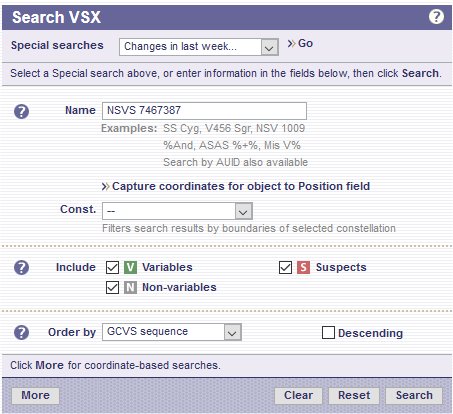 Search VSX ?
Special searches Changes in last week... Go
Select a Special search above, or enter information in the fields below, then click Search.
? Name NSVS 7467387
Examples: SS Cyg, V456 Sgr, NSV 1009
%And, ASAS %+%, Mis V%
Search by AUID also available
Capture coordinates for object to Position field
Const. --
Filters search results by boundaries of selected constellation
? Include V Variables S Suspects
N Non-variables
? Order by GCVS sequence Descending
Click More for coordinate-based searches.
More Clear Reset Search